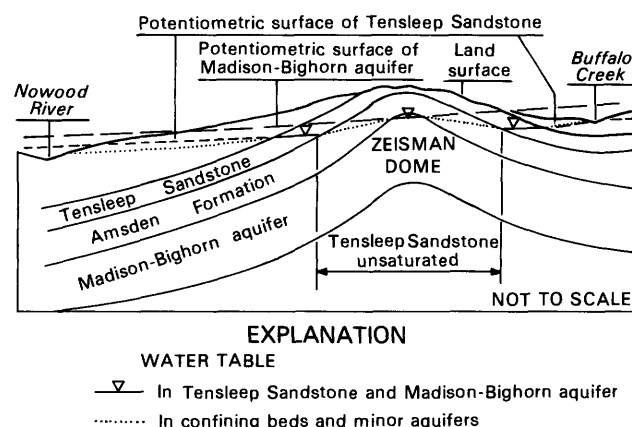 Potentiometric surface of Tensleep Sandstone
Potentiometric surface of
Madison-Bighorn aquifer
Land
surface
Buffalo
Creek
Nowood
River
ZEISMAN
DOME
Tensleep Sandstone
Amsden Formation
Madison-Bighorn aquifer
Tensleep Sandstone
unsaturated
NOT TO SCALE
EXPLANATION
WATER TABLE
In Tensleep Sandstone and Madison-Bighorn aquifer
In confining beds and minor aquifers